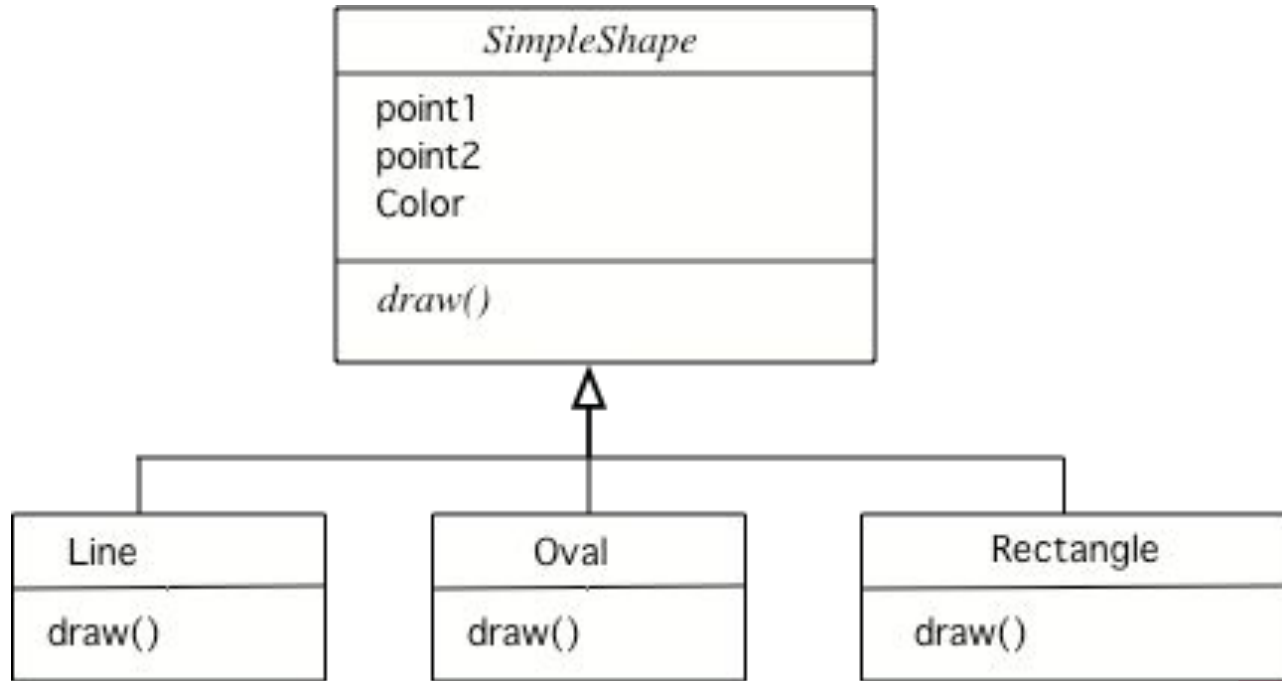 SimpleShape
point1
point2
Color
draw()
Line
draw()
Oval
draw()
Rectangle
draw()